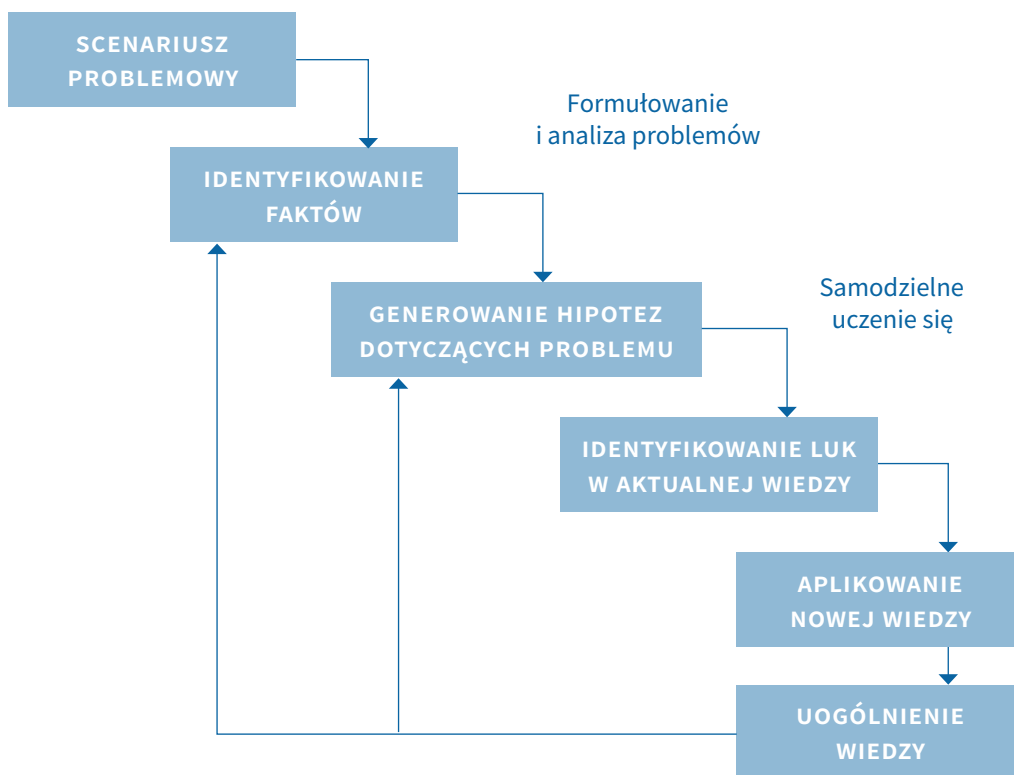 SCENARIUSZ
PROBLEMOWY
Formułowanie
i analiza problemów
IDENTYFIKOWANIE
FAKTÓW
Samodzielne
uczenie się
GENEROWANIE HIPOTEZ
DOTYCZĄCYCH PROBLEMU
IDENTYFIKOWANIE LUK
W AKTUALNEJ WIEDZY
APLIKOWANIE
NOWEJ WIEDZY
UOGÓLNIENIE
WIEDZY